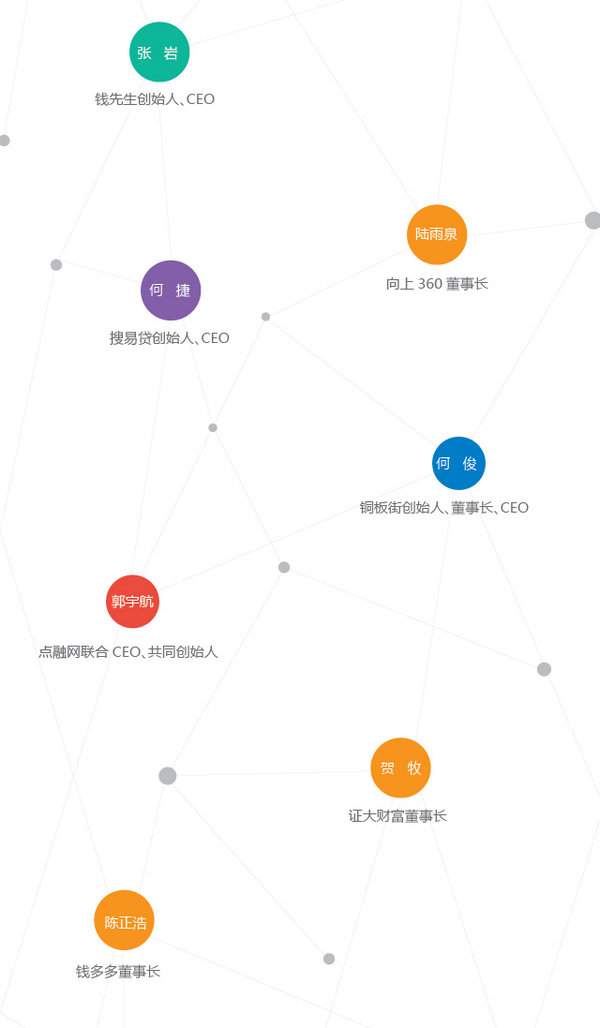 张 岩
钱先生创始人、CEO
陆雨泉
向上 360 董事长
何 捷
搜易贷创始人、CEO
何 俊
铜板街创始人、董事长、CEO
郭宇航
点融网联合 CEO、共同创始人
贺 牧
证大财富董事长
陈正浩
钱多多董事长